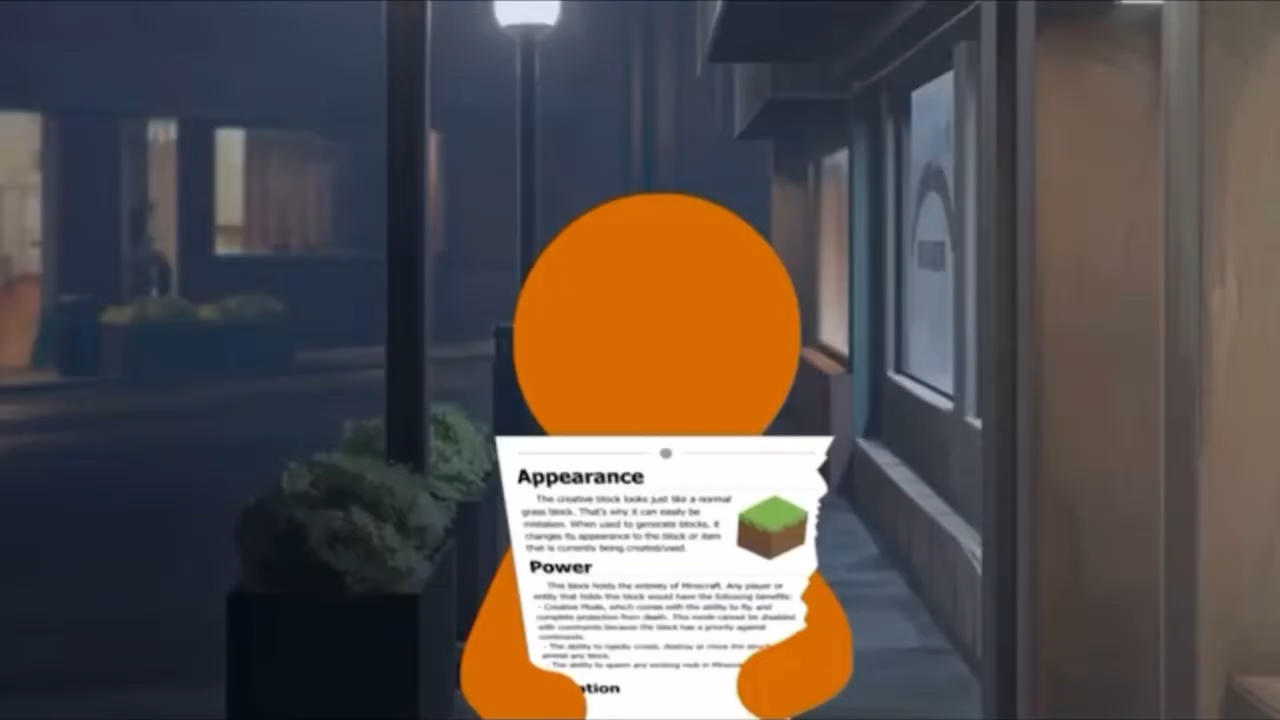 Appearance
The creative block looks just like a normal
grass block. That's why it can easily be
mistaken. When used to generate blocks, it
changes its appearance to the block or item
that is currently being created/used.
Power
This block holds the entirety of Minecraft. Any player or
entity that holds this block would have the following benefits:
- Creative Mode, which comes with the ability to fly, and
complete protection from death. This mode cannot be disabled
with commands because the block has a priority against
commands.
- The ability to rapidly create, destroy or move the
almost any block.
- The ability to spawn any existing mob in
ation